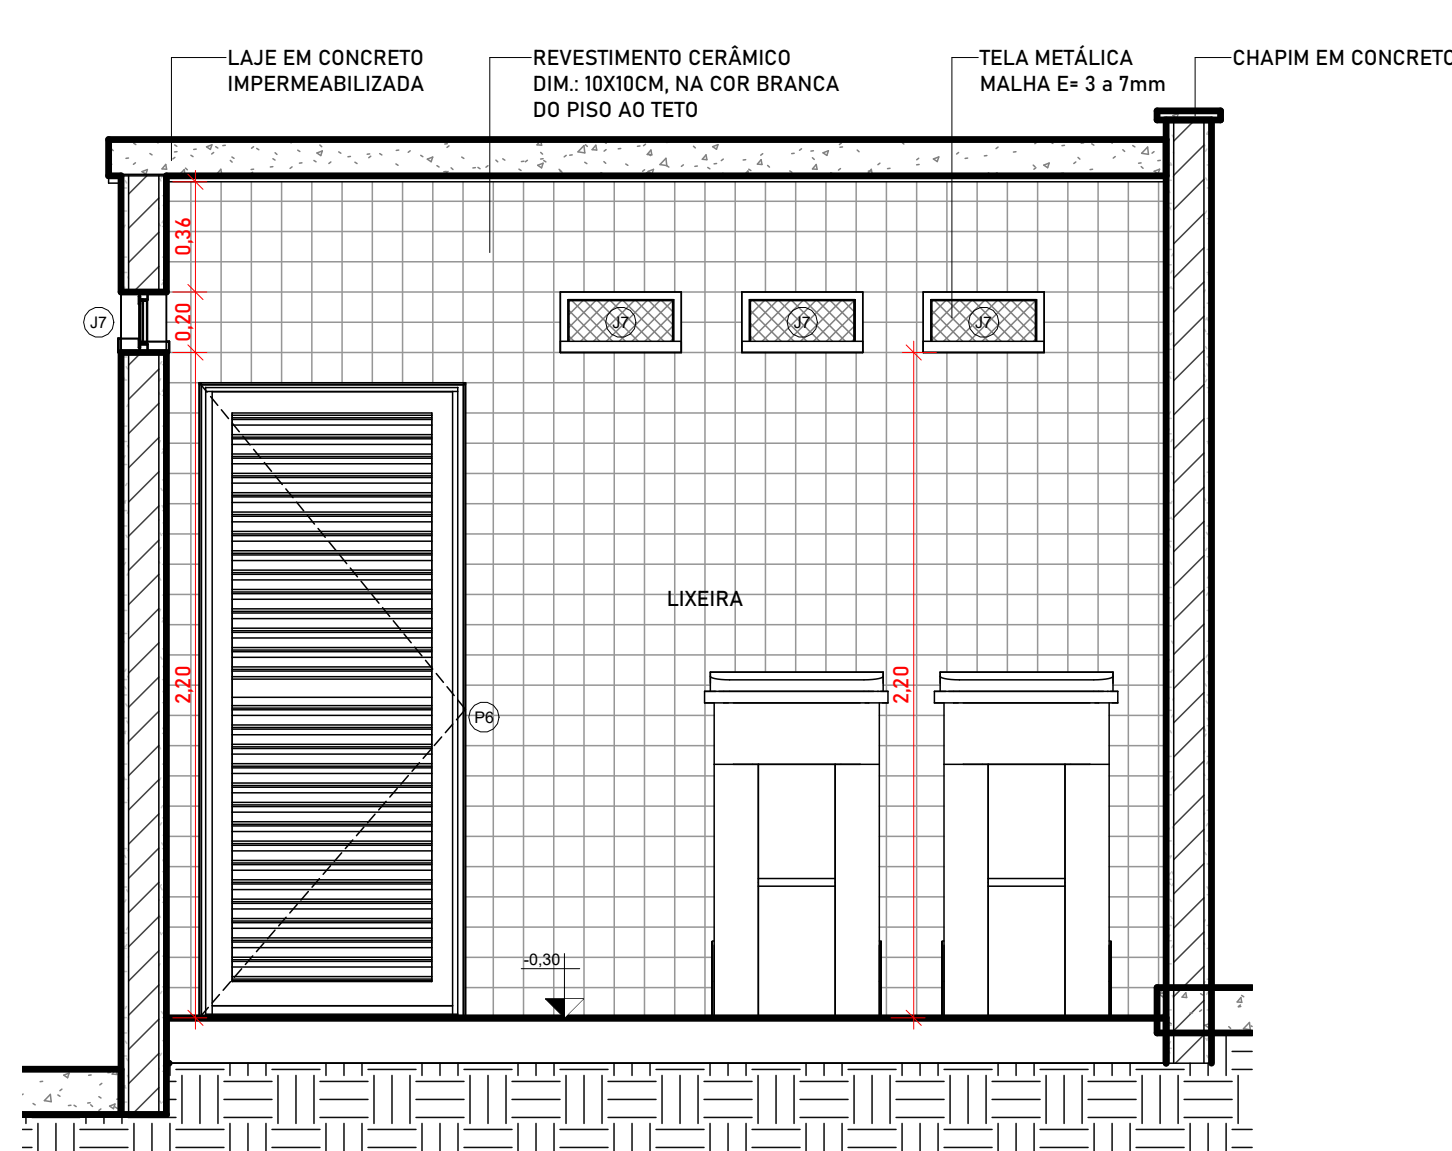 LAJE EM CONCRETO
IMPERMEABILIZADA
REVESTIMENTO CERÂMICO
DIM.: 10X10CM, NA COR BRANCA
DO PISO AO TETO
TELA METÁLICA
MALHA E= 3 a 7mm
CHAPIM EM CONCRETO
0,36
0,20
J7
J7
J7
J7
LIXEIRA
2,20
2,20
P6
-0,30